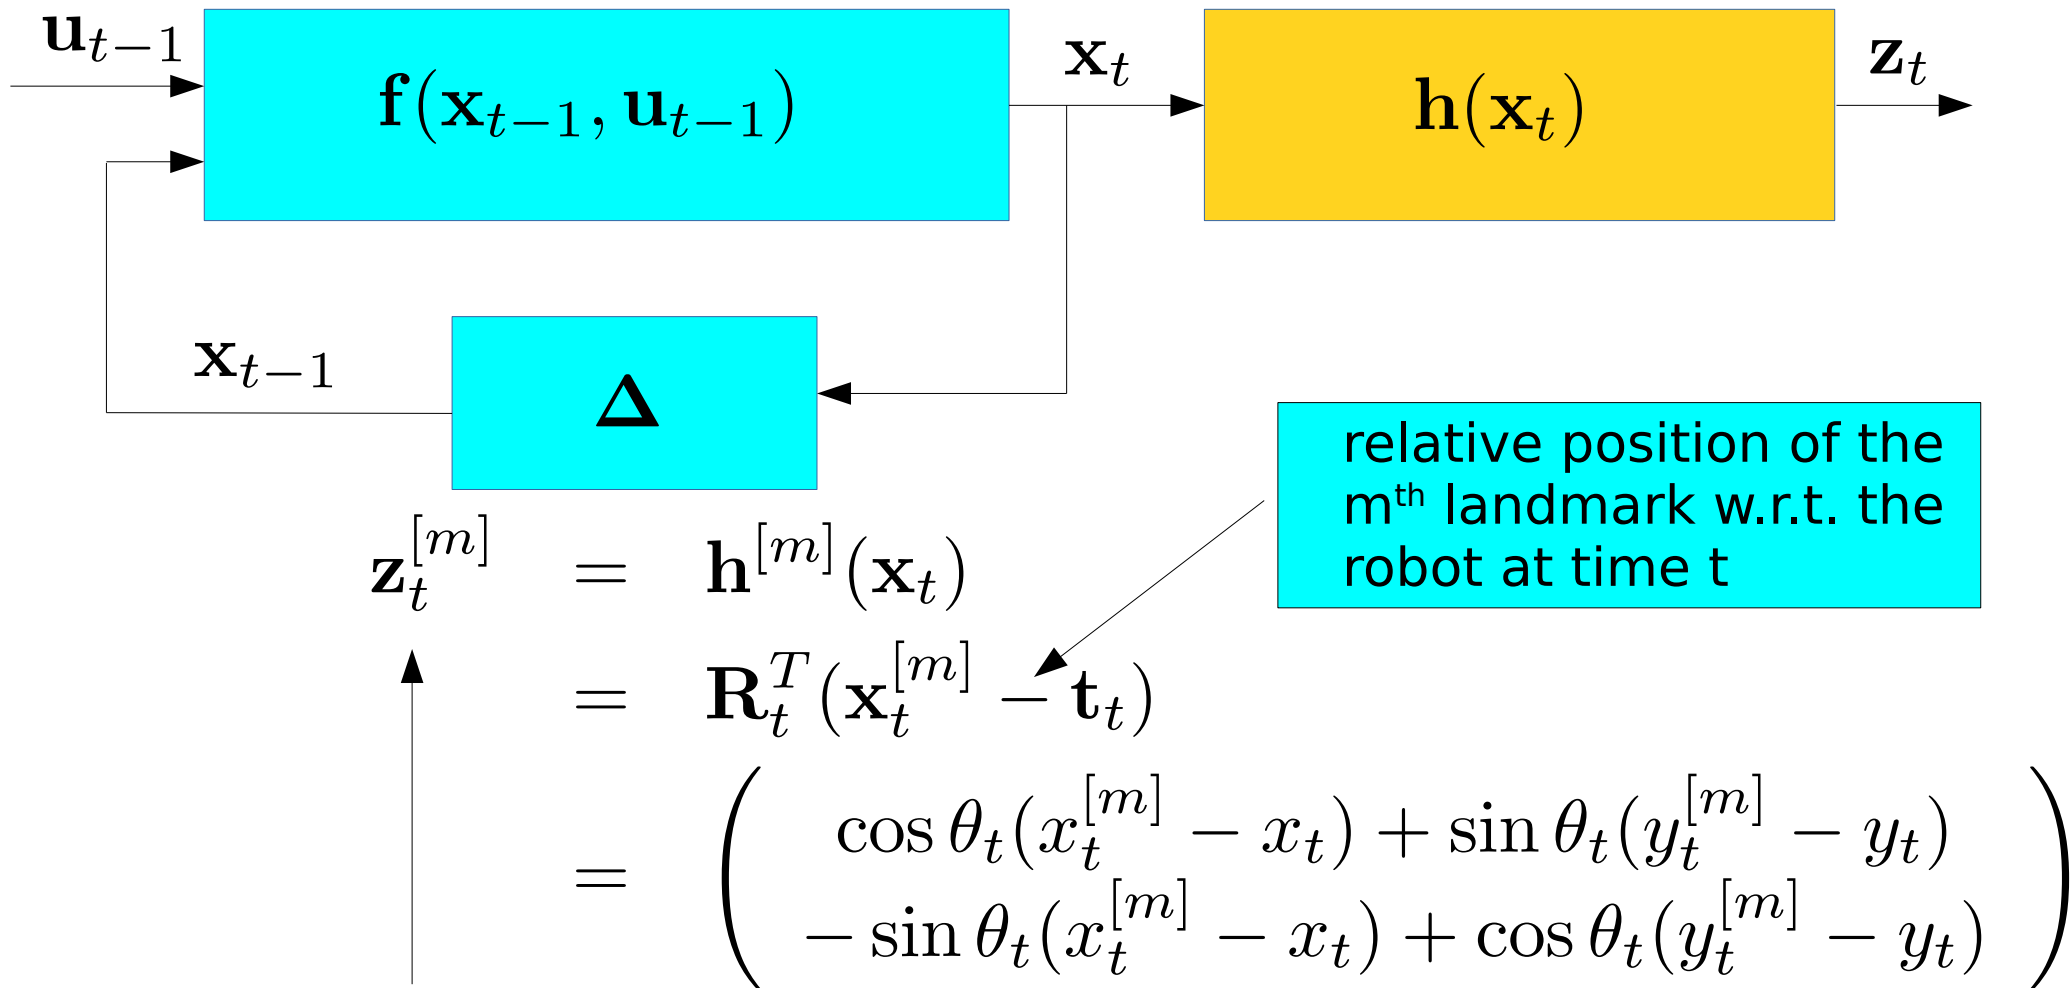 u_{t−1}
f(x_{t−1}, u_{t−1})
x_t
h(x_t)
z_t
x_{t−1}
Δ
relative position of the
mᵗʰ landmark w.r.t. the
robot at time t
z_t^{[m]} = h^{[m]}(x_t)
= R_t^T(x_t^{[m]} − t_t)
= ( cos θ_t(x_t^{[m]} − x_t) + sin θ_t(y_t^{[m]} − y_t)
− sin θ_t(x_t^{[m]} − x_t) + cos θ_t(y_t^{[m]} − y_t) )